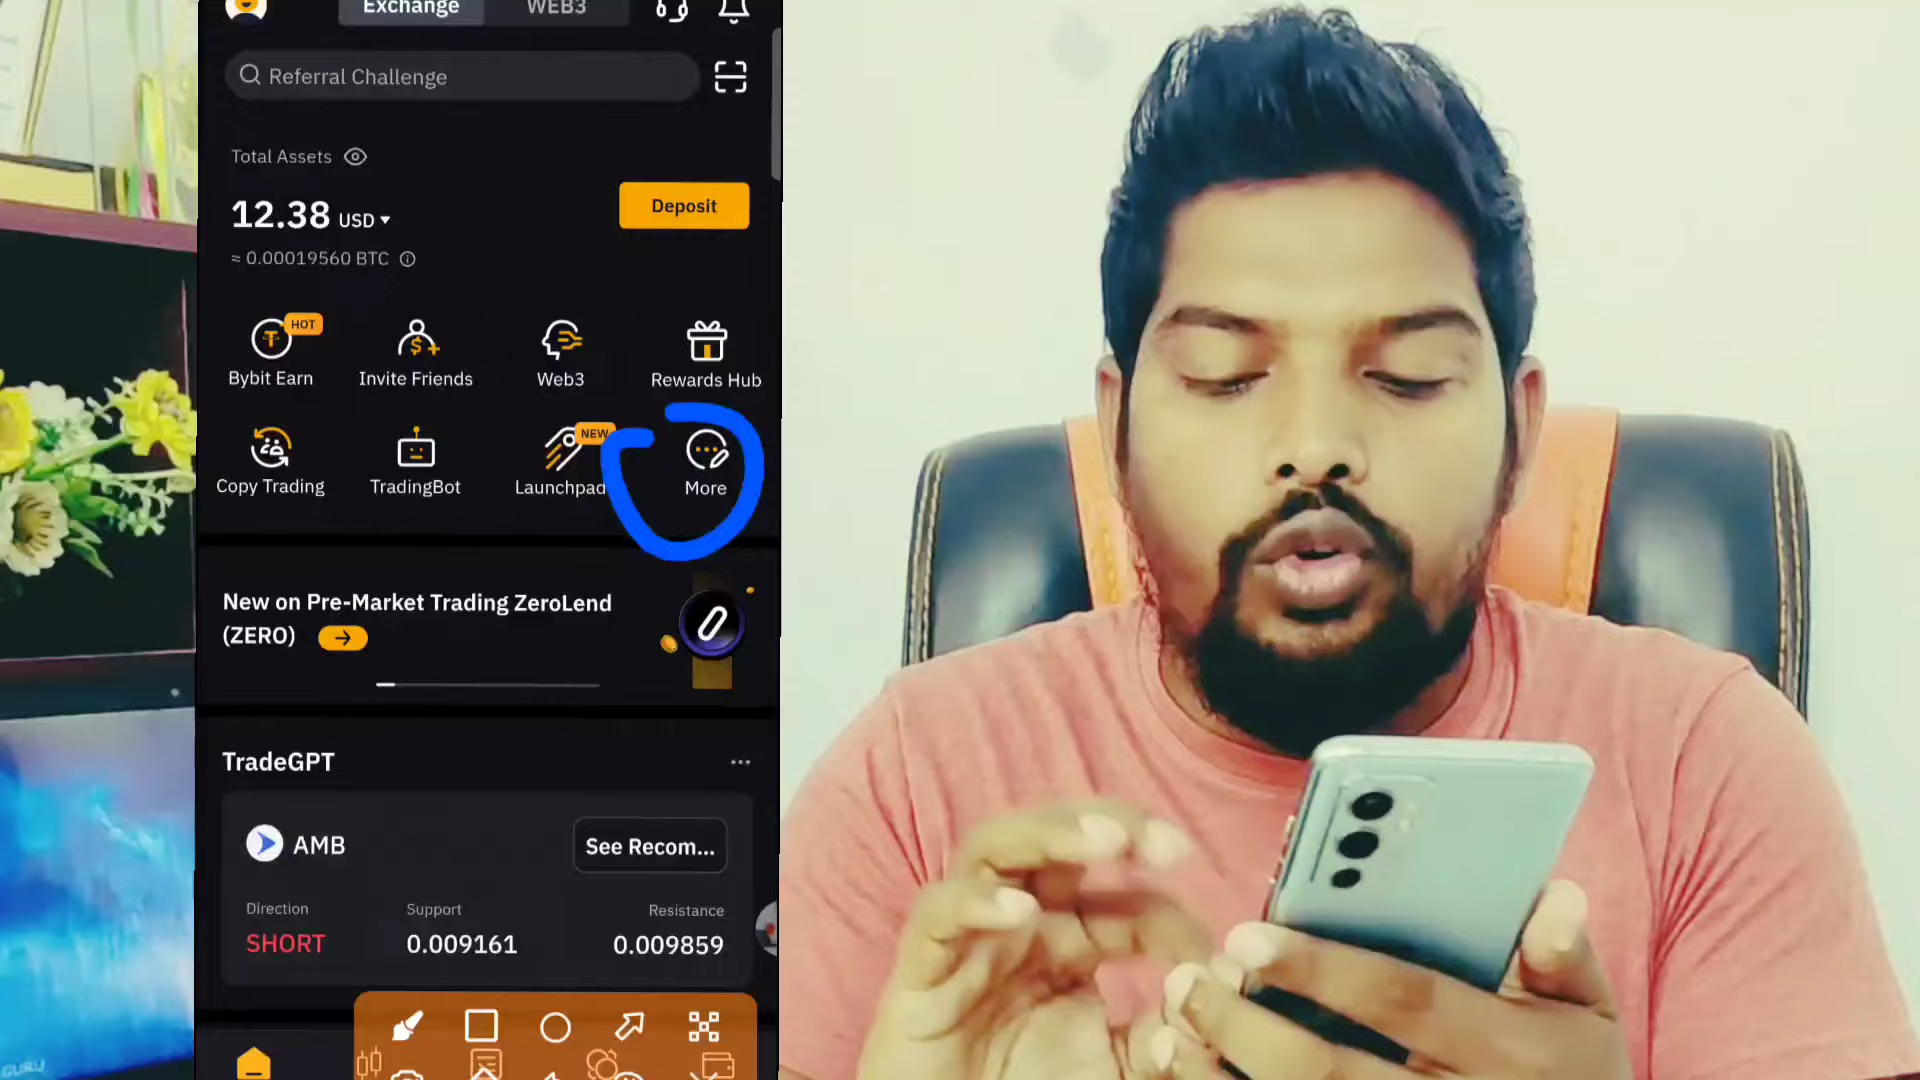 Exchange WEB3
Referral Challenge
Total Assets
12.38 USD
Deposit
≈ 0.00019560 BTC
HOT
Bybit Earn Invite Friends Web3 Rewards Hub
NEW
Copy Trading TradingBot Launchpad More
New on Pre-Market Trading ZeroLend
(ZERO)
TradeGPT
AMB See Recom...
Direction Support Resistance
SHORT 0.009161 0.009859
GURU